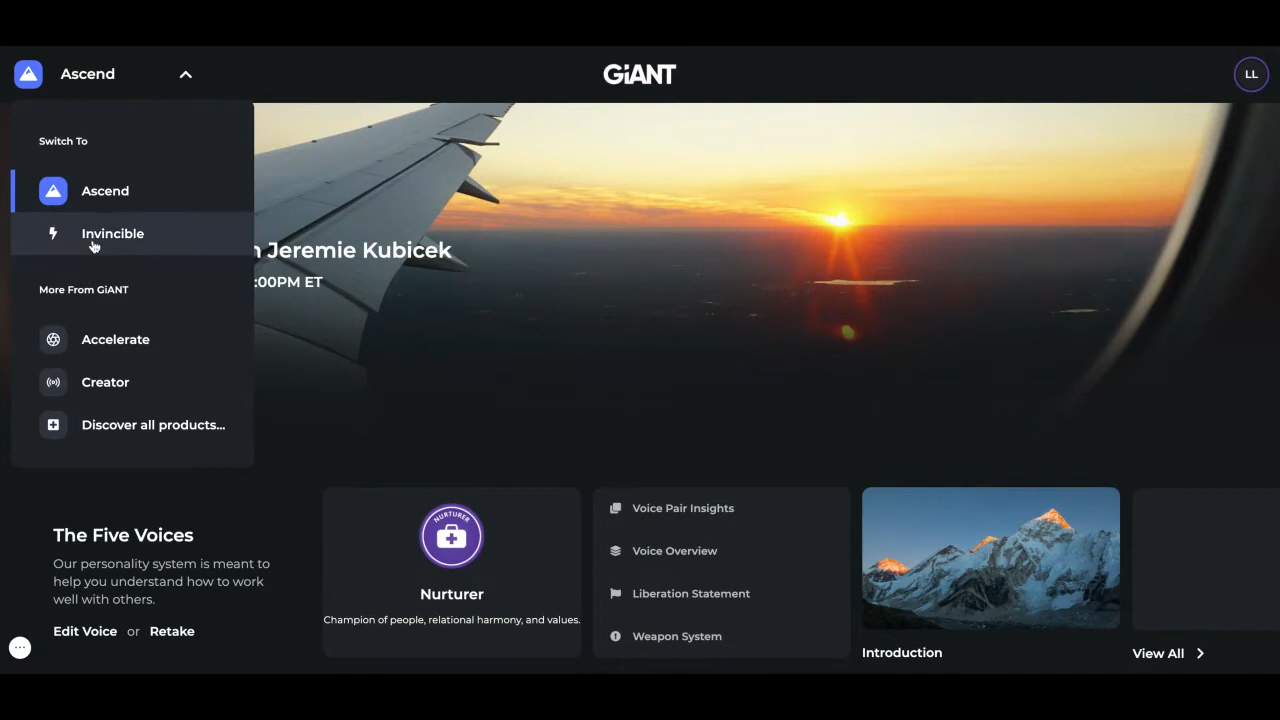 Ascend
GiANT
LL
Switch To
Ascend
Invincible
Jeremie Kubicek
:00PM ET
More From GiANT
Accelerate
Creator
Discover all products...
The Five Voices
Our personality system is meant to
help you understand how to work
well with others.
Edit Voice or Retake
NURTURER
Nurturer
Champion of people, relational harmony, and values.
Voice Pair Insights
Voice Overview
Liberation Statement
Weapon System
Introduction
View All